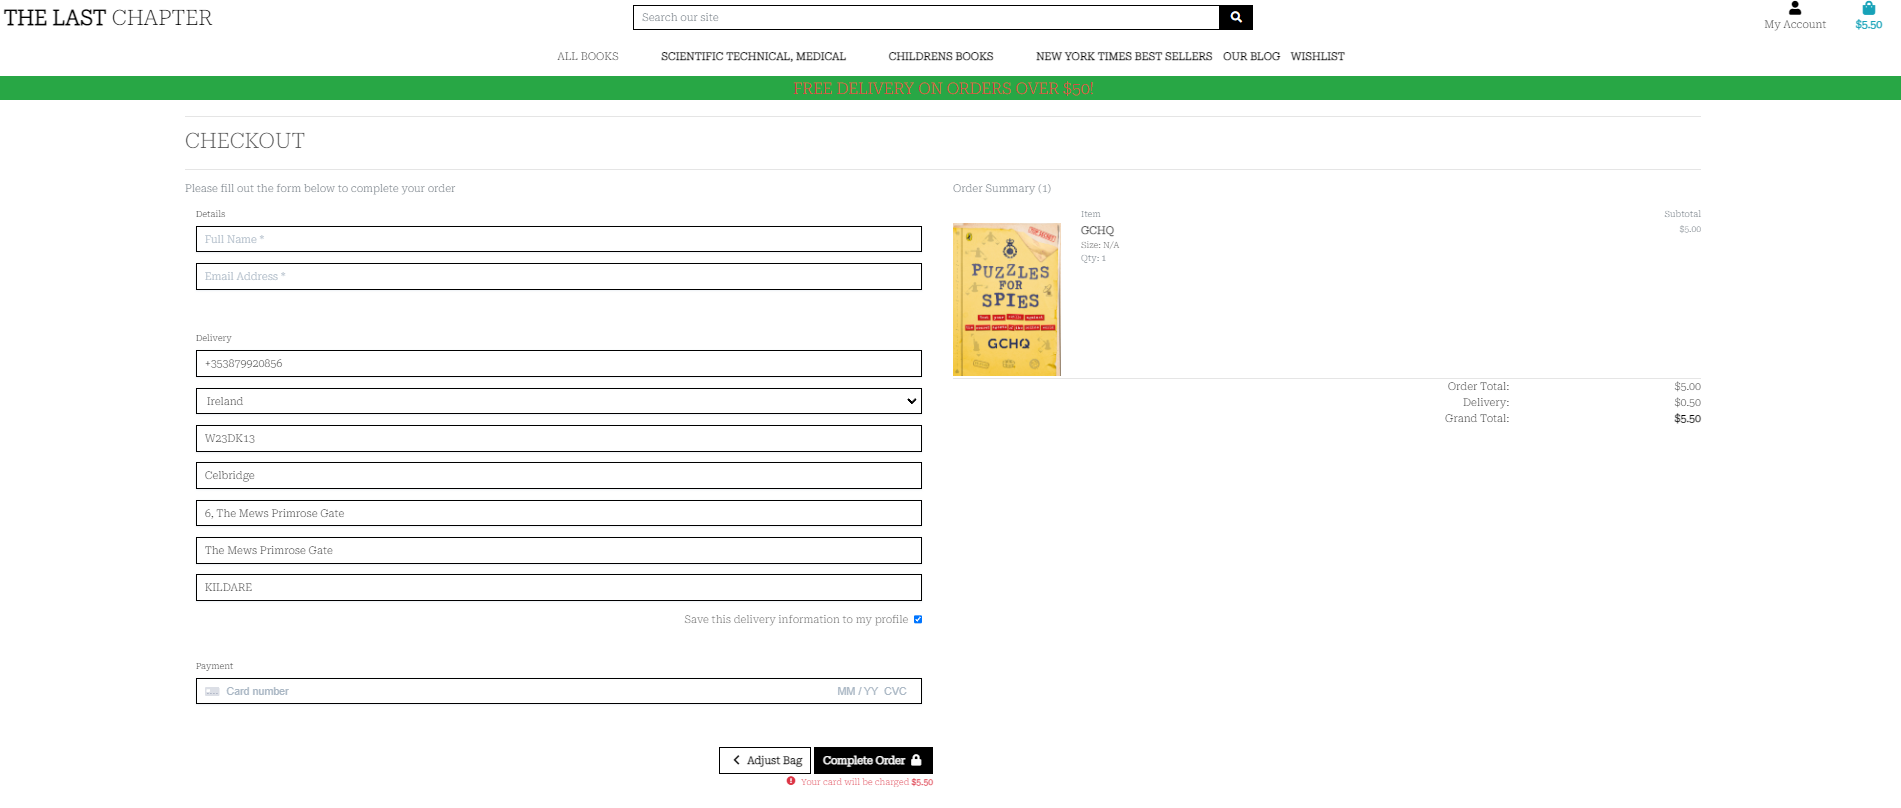 THE LAST CHAPTER
Search our site
My Account
$5.50
ALL BOOKS
SCIENTIFIC TECHNICAL, MEDICAL
CHILDRENS BOOKS
NEW YORK TIMES BEST SELLERS
OUR BLOG
WISHLIST
FREE DELIVERY ON ORDERS OVER $50!
CHECKOUT
Please fill out the form below to complete your order
Details
Full Name *
Email Address *
Delivery
+353879920856
Ireland
W23DK13
Celbridge
6, The Mews Primrose Gate
The Mews Primrose Gate
KILDARE
Save this delivery information to my profile
Payment
Card number MM / YY CVC
Adjust Bag
Complete Order
Your card will be charged $5.50
Order Summary (1)
Item Subtotal
GCHQ $5.00
Size: N/A
Qty: 1
PUZZLES
FOR
SPIES
GCHQ
Order Total: $5.00
Delivery: $0.50
Grand Total: $5.50